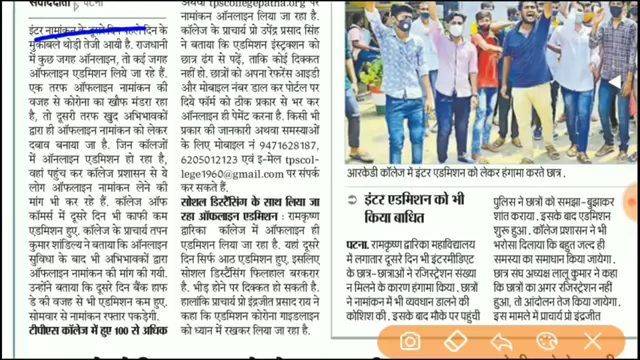 संवाददाता
पटना
इंटर नामांकन के दूसरे दिन पहले दिन के
मुकाबले थोड़ी तेजी आयी है. राजधानी
में कुछ जगह ऑनलाइन, तो कई जगह
ऑफलाइन एडमिशन लिये जा रहे हैं.
एक तरफ ऑफलाइन नामांकन की
वजह से कोरोना का खौफ मंडरा रहा
है, तो दूसरी तरफ खुद अभिभावकों
द्वारा ही ऑफलाइन नामांकन को लेकर
दबाव बनाया जा है. जिन कॉलेजों
में ऑनलाइन एडमिशन हो रहा है,
वहां पहुंच कर कॉलेज प्रशासन से ये
लोग ऑफलाइन नामांकन लेने की
मांग भी कर रहे हैं. कॉलेज ऑफ
कॉमर्स में दूसरे दिन भी काफी कम
एडमिशन हुए. कॉलेज के प्राचार्य तपन
कुमार शांडिल्य ने बताया कि ऑनलाइन
सुविधा के बाद भी अभिभावकों द्वारा
ऑफलाइन नामांकन की मांग की गयी.
उन्होंने बताया कि दूसरे दिन बैंक हाफ
डे की वजह से भी एडमिशन कम हुए.
सोमवार से नामांकन रफ्तार पकड़ेगी.
टीपीएस कॉलेज में हुए 100 से अधिक
अथवा tpscollegepatna.org पर
नामांकन ऑनलाइन लिया जा रहा है.
कॉलेज के प्राचार्य प्रो उपेंद्र प्रसाद सिंह
ने बताया कि एडमिशन इंस्ट्रक्शन को
छात्र ढंग से पढ़ें, ताकि कोई दिक्कत
नहीं हो. छात्रों को अपना रेफरेंस आइडी
और मोबाइल नंबर डाल कर पोर्टल पर
दिये फॉर्म को ठीक प्रकार से भर कर
ऑनलाइन ही पेमेंट करना है. किसी भी
प्रकार की जानकारी अथवा समस्याओं
के लिए मोबाइल नं 9471628187,
6205012123 एवं इ-मेल tpscol-
lege1960@gmail.com पर संपर्क
कर सकते हैं.
सोशल डिस्टैंसिंग के साथ लिया जा
रहा ऑफलाइन एडमिशन : रामकृष्ण
द्वारिका कॉलेज में ऑफलाइन ही
एडमिशन लिया जा रहा है. यहां दूसरे
दिन सिर्फ आठ एडमिशन हुए, इसलिए
सोशल डिस्टैंसिंग फिलहाल बरकरार
है. भीड़ होने पर दिक्कत हो सकती है.
हालांकि प्राचार्य प्रो इंद्रजीत प्रसाद राय ने
कहा कि एडमिशन कोरोना गाइडलाइन
को ध्यान में रखकर लिया जा रहा है.
आरकेडी कॉलेज में इंटर एडमिशन को लेकर हंगामा करते छात्र.
इंटर एडमिशन को भी
किया बाधित
पटना. रामकृष्ण द्वारिका महाविद्यालय
में लगातार दूसरे दिन भी इंटरमीडिएट
के छात्र-छात्राओं ने रजिस्ट्रेशन संख्या
न मिलने के कारण हंगामा किया. छात्रों
ने नामांकन में भी व्यवधान डालने की
कोशिश की. इसके बाद मौके पर पहुंची
पुलिस ने छात्रों को समझा-बुझाकर
शांत कराया. इसके बाद एडमिशन
शुरू हुआ. कॉलेज प्रशासन ने भी
भरोसा दिलाया कि बहुत जल्द ही
समस्या का समाधान किया जायेगा.
छात्र संघ अध्यक्ष लालू कुमार ने कहा
कि छात्रों का अगर रजिस्ट्रेशन नहीं
हुआ, तो आंदोलन तेज किया जायेगा.
इस मामले में प्राचार्य प्रो इंद्रजीत